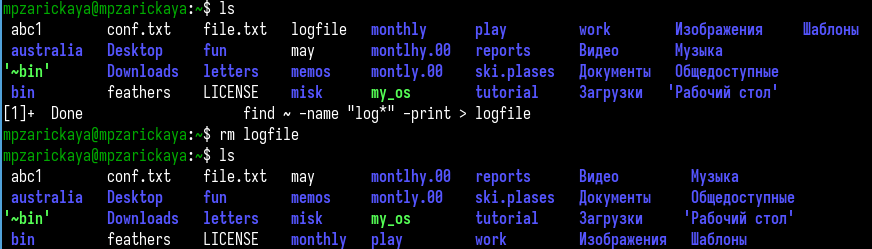 mpzarickaya@mpzarickaya:~$ ls
abc1 conf.txt file.txt logfile monthly play work Изображения Шаблоны
australia Desktop fun may montlhy.00 reports Видео Музыка
'~bin' Downloads letters memos montly.00 ski.plases Документы Общедоступные
bin feathers LICENSE misk my_os tutorial Загрузки 'Рабочий стол'
[1]+  Done                    find ~ -name "log*" -print > logfile
mpzarickaya@mpzarickaya:~$ rm logfile
mpzarickaya@mpzarickaya:~$ ls
abc1 conf.txt file.txt may montlhy.00 reports Видео Музыка
australia Desktop fun memos montly.00 ski.plases Документы Общедоступные
'~bin' Downloads letters misk my_os tutorial Загрузки 'Рабочий стол'
bin feathers LICENSE monthly play work Изображения Шаблоны